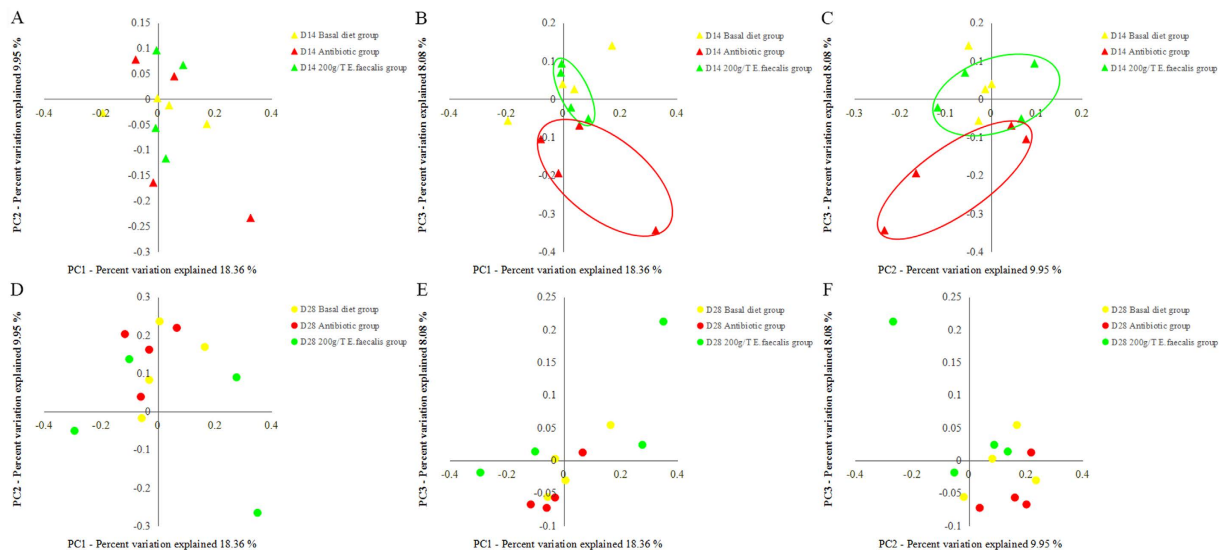 A
PC2 - Percent variation explained 9.95 %
0.15
0.1
0.05
0
-0.05
-0.1
-0.15
-0.2
-0.25
-0.3
-0.4
-0.2
0
0.2
0.4
D14 Basal diet group
D14 Antibiotic group
D14 200g/T E.faecalis group
PC1 - Percent variation explained 18.36 %
B
PC3 - Percent variation explained 8.08 %
0.2
0.1
0
-0.1
-0.2
-0.3
-0.4
-0.4
-0.2
0
0.2
0.4
D14 Basal diet group
D14 Antibiotic group
D14 200g/T E.faecalis group
PC1 - Percent variation explained 18.36 %
C
PC3 - Percent variation explained 8.08 %
0.2
0.1
0
-0.1
-0.2
-0.3
-0.4
-0.3
-0.2
-0.1
0
0.1
0.2
D14 Basal diet group
D14 Antibiotic group
D14 200g/T E.faecalis group
PC2 - Percent variation explained 9.95 %
D
PC2 - Percent variation explained 9.95 %
0.3
0.2
0.1
0
-0.1
-0.2
-0.3
-0.4
-0.2
0
0.2
0.4
D28 Basal diet group
D28 Antibiotic group
D28 200g/T E.faecalis group
PC1 - Percent variation explained 18.36 %
E
PC3 - Percent variation explained 8.08 %
0.25
0.2
0.15
0.1
0.05
0
-0.05
-0.1
-0.4
-0.2
0
0.2
0.4
D28 Basal diet group
D28 Antibiotic group
D28 200g/T E.faecalis group
PC1 - Percent variation explained 18.36 %
F
PC3 - Percent variation explained 8.08 %
0.25
0.2
0.15
0.1
0.05
0
-0.05
-0.1
-0.4
-0.2
0
0.2
0.4
D28 Basal diet group
D28 Antibiotic group
D28 200g/T E.faecalis group
PC2 - Percent variation explained 9.95 %